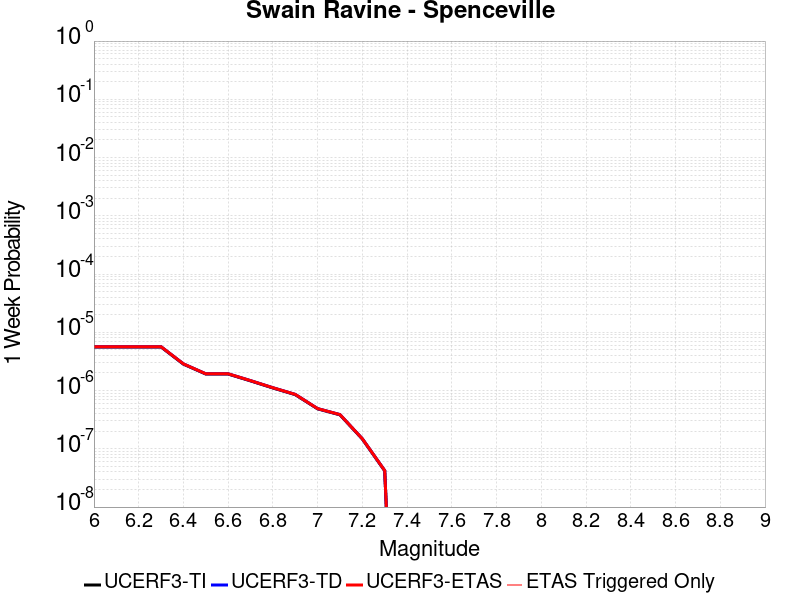 Swain Ravine - Spenceville
10 0
10 -1
10 -2
10 -3
10 -4
10 -5
10 -6
10 -7
10 -8
1 Week Probability
6 6.2 6.4 6.6 6.8 7 7.2 7.4 7.6 7.8 8 8.2 8.4 8.6 8.8 9
Magnitude
UCERF3-TI UCERF3-TD UCERF3-ETAS ETAS Triggered Only